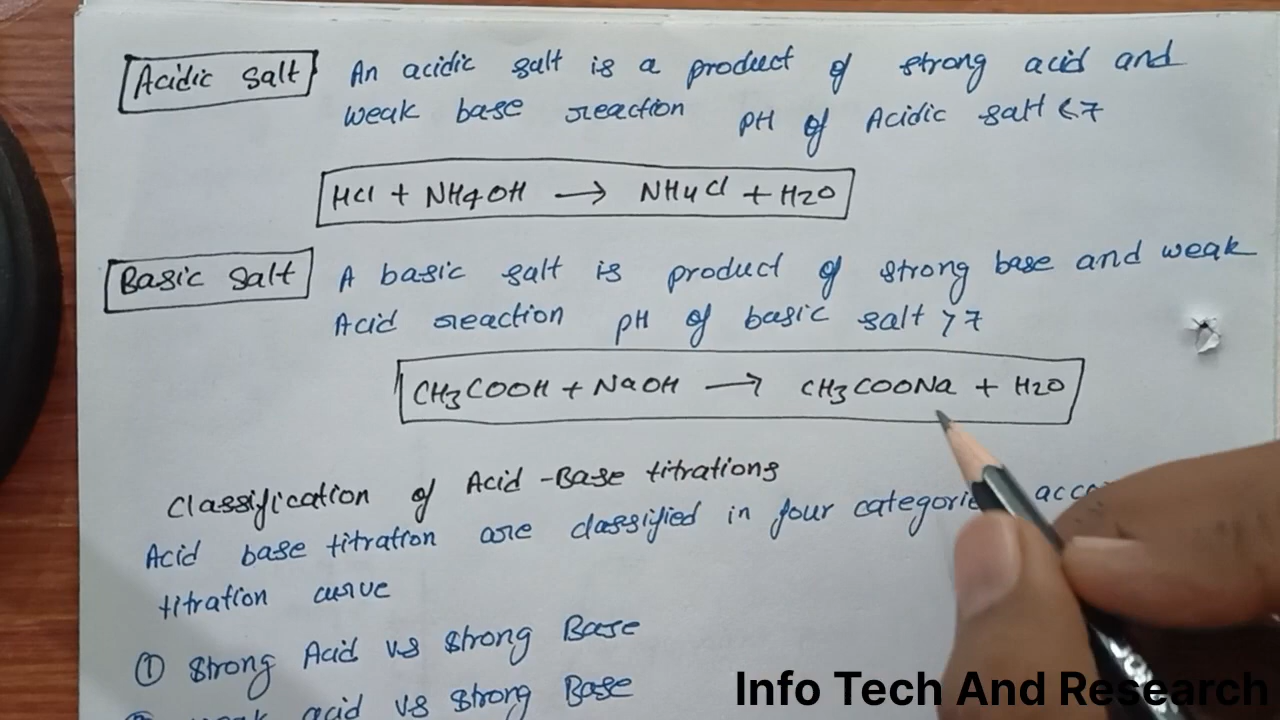 Acidic Salt An acidic salt is a product of strong acid and
weak base reaction PH of Acidic salt <7
HCl + NH4OH → NH4Cl + H2O
Basic Salt A basic salt is product of strong base and weak
Acid reaction pH of basic salt >7
CH3COOH + NaOH → CH3COONa + H2O
Classification of Acid-Base titrations
Acid base titration are classified in four
titration curve
① Strong Acid vs strong Base
acid vs strong Base
Info Tech And Research